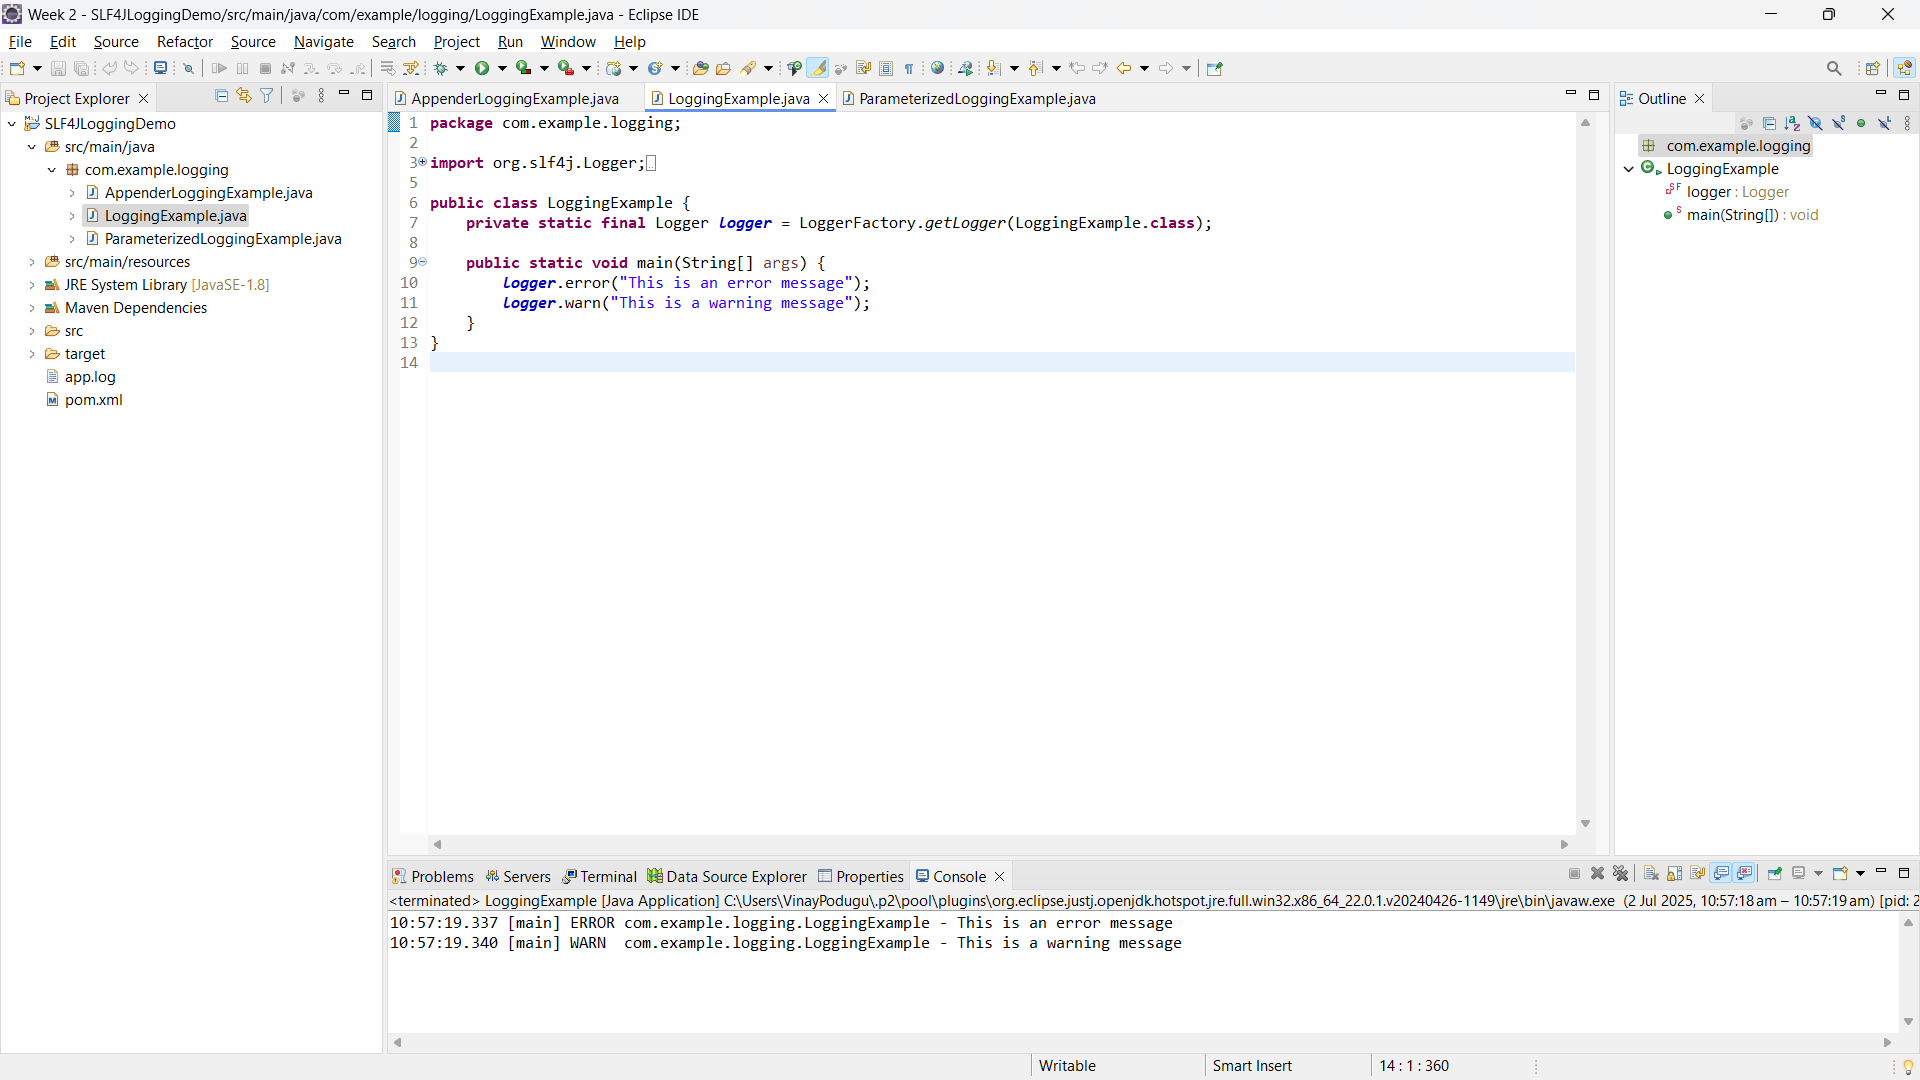 Week 2 - SLF4JLoggingDemo/src/main/java/com/example/logging/LoggingExample.java - Eclipse IDE
File Edit Source Refactor Source Navigate Search Project Run Window Help
Project Explorer
SLF4JLoggingDemo
src/main/java
com.example.logging
AppenderLoggingExample.java
LoggingExample.java
ParameterizedLoggingExample.java
src/main/resources
JRE System Library [JavaSE-1.8]
Maven Dependencies
src
target
app.log
pom.xml
AppenderLoggingExample.java LoggingExample.java ParameterizedLoggingExample.java
1 package com.example.logging;
2
3 import org.slf4j.Logger;
5
6 public class LoggingExample {
7 private static final Logger logger = LoggerFactory.getLogger(LoggingExample.class);
8
9 public static void main(String[] args) {
10 logger.error("This is an error message");
11 logger.warn("This is a warning message");
12 }
13 }
14
Outline
com.example.logging
LoggingExample
logger : Logger
main(String[]) : void
Problems Servers Terminal Data Source Explorer Properties Console
<terminated> LoggingExample [Java Application] C:\Users\VinayPodugu\.p2\pool\plugins\org.eclipse.justj.openjdk.hotspot.jre.full.win32.x86_64_22.0.1.v20240426-1149\jre\bin\javaw.exe (2 Jul 2025, 10:57:18 am – 10:57:19 am) [pid: 2
10:57:19.337 [main] ERROR com.example.logging.LoggingExample - This is an error message
10:57:19.340 [main] WARN  com.example.logging.LoggingExample - This is a warning message
Writable Smart Insert 14 : 1 : 360